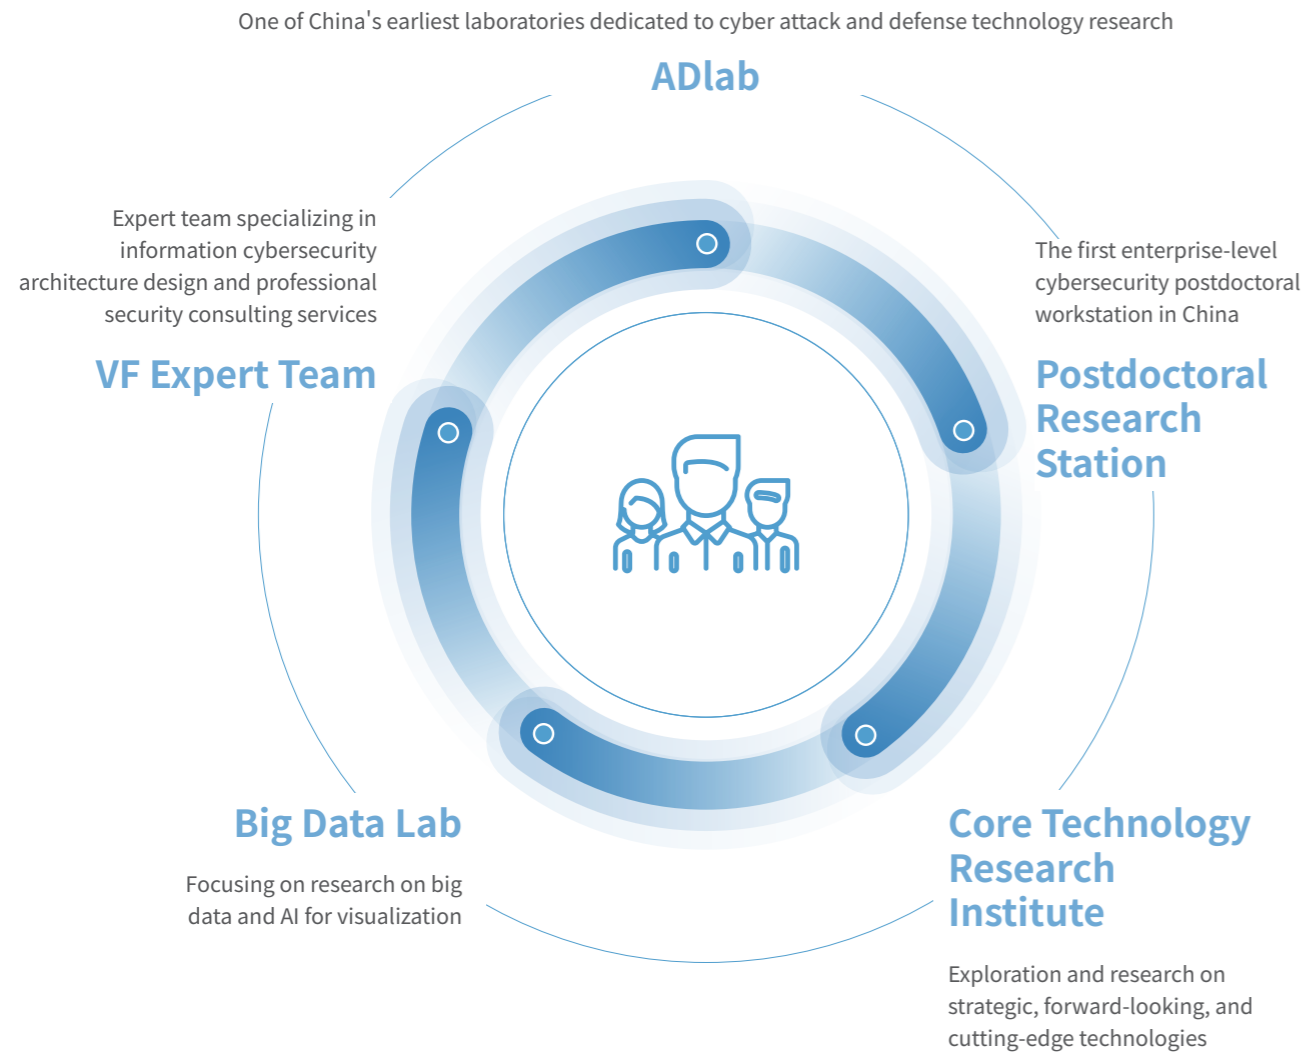 One of China's earliest laboratories dedicated to cyber attack and defense technology research
ADlab
Expert team specializing in
information cybersecurity
architecture design and professional
security consulting services
VF Expert Team
The first enterprise-level
cybersecurity postdoctoral
workstation in China
Postdoctoral
Research
Station
Big Data Lab
Focusing on research on big
data and AI for visualization
Core Technology
Research
Institute
Exploration and research on
strategic, forward-looking, and
cutting-edge technologies